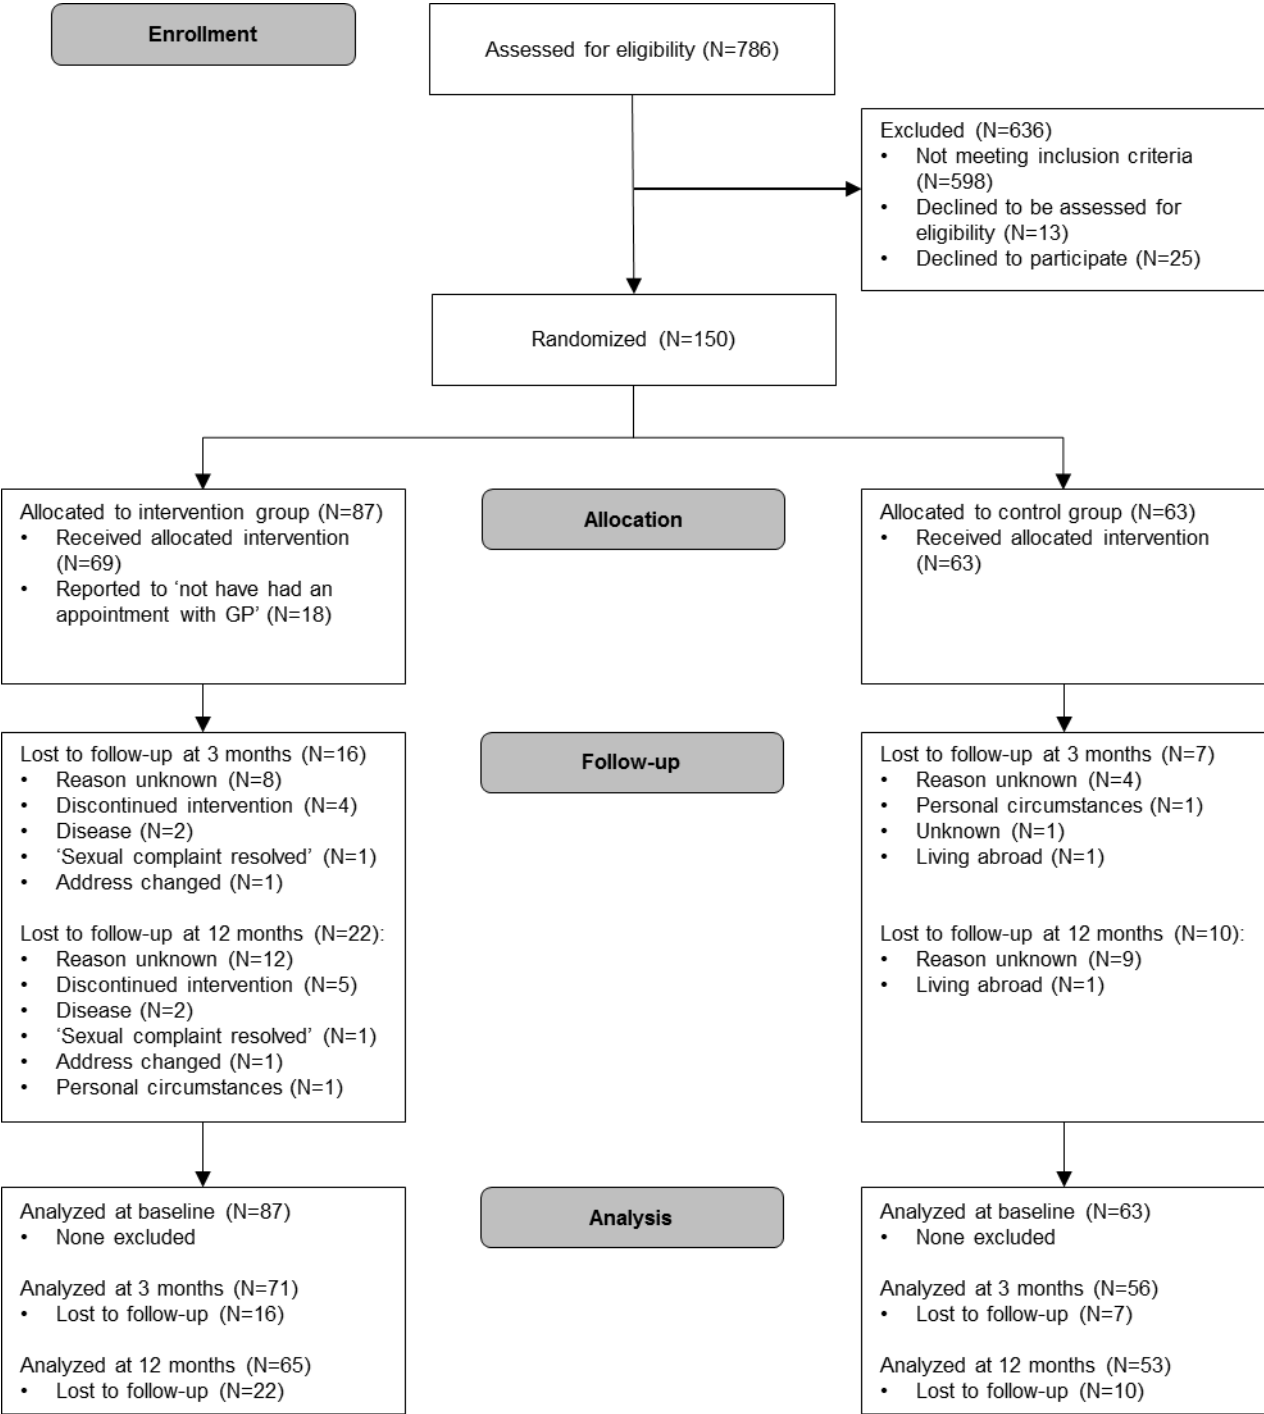 Enrollment
Assessed for eligibility (N=786)
Excluded (N=636)
• Not meeting inclusion criteria
(N=598)
• Declined to be assessed for
eligibility (N=13)
• Declined to participate (N=25)
Randomized (N=150)
Allocated to intervention group (N=87)
• Received allocated intervention
(N=69)
• Reported to ‘not have had an
appointment with GP’ (N=18)
Allocation
Allocated to control group (N=63)
• Received allocated intervention
(N=63)
Lost to follow-up at 3 months (N=16)
• Reason unknown (N=8)
• Discontinued intervention (N=4)
• Disease (N=2)
• ‘Sexual complaint resolved’ (N=1)
• Address changed (N=1)
Lost to follow-up at 12 months (N=22):
• Reason unknown (N=12)
• Discontinued intervention (N=5)
• Disease (N=2)
• ‘Sexual complaint resolved’ (N=1)
• Address changed (N=1)
• Personal circumstances (N=1)
Follow-up
Lost to follow-up at 3 months (N=7)
• Reason unknown (N=4)
• Personal circumstances (N=1)
• Unknown (N=1)
• Living abroad (N=1)
Lost to follow-up at 12 months (N=10):
• Reason unknown (N=9)
• Living abroad (N=1)
Analyzed at baseline (N=87)
• None excluded
Analyzed at 3 months (N=71)
• Lost to follow-up (N=16)
Analyzed at 12 months (N=65)
• Lost to follow-up (N=22)
Analysis
Analyzed at baseline (N=63)
• None excluded
Analyzed at 3 months (N=56)
• Lost to follow-up (N=7)
Analyzed at 12 months (N=53)
• Lost to follow-up (N=10)